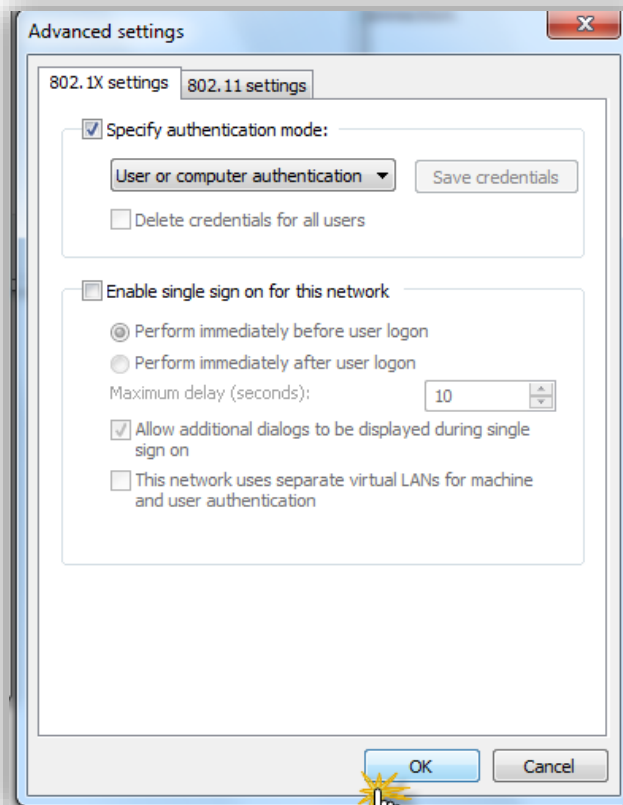 Advanced settings
802.1X settings
802.11 settings
Specify authentication mode:
User or computer authentication
Save credentials
Delete credentials for all users
Enable single sign on for this network
Perform immediately before user logon
Perform immediately after user logon
Maximum delay (seconds):
10
Allow additional dialogs to be displayed during single
sign on
This network uses separate virtual LANs for machine
and user authentication
OK
Cancel